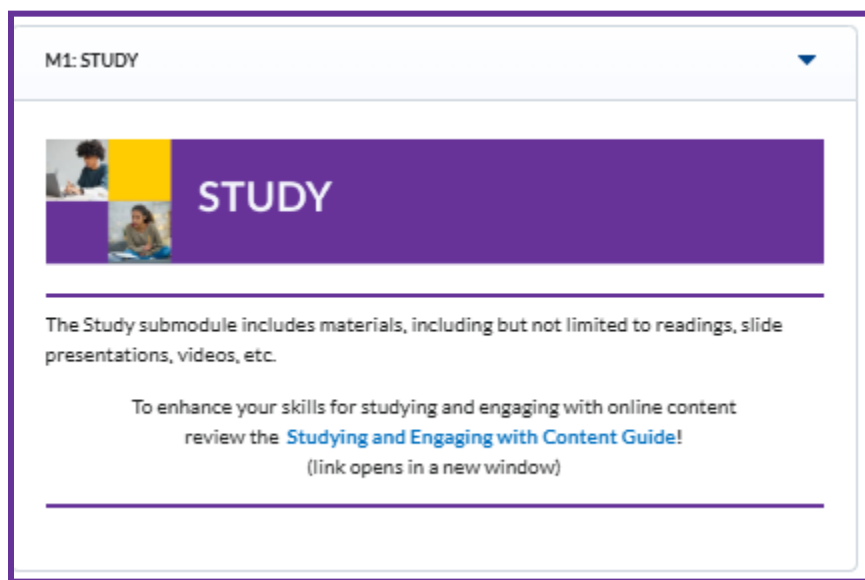 M1: STUDY
STUDY
The Study submodule includes materials, including but not limited to readings, slide
presentations, videos, etc.
To enhance your skills for studying and engaging with online content
review the Studying and Engaging with Content Guide!
(link opens in a new window)